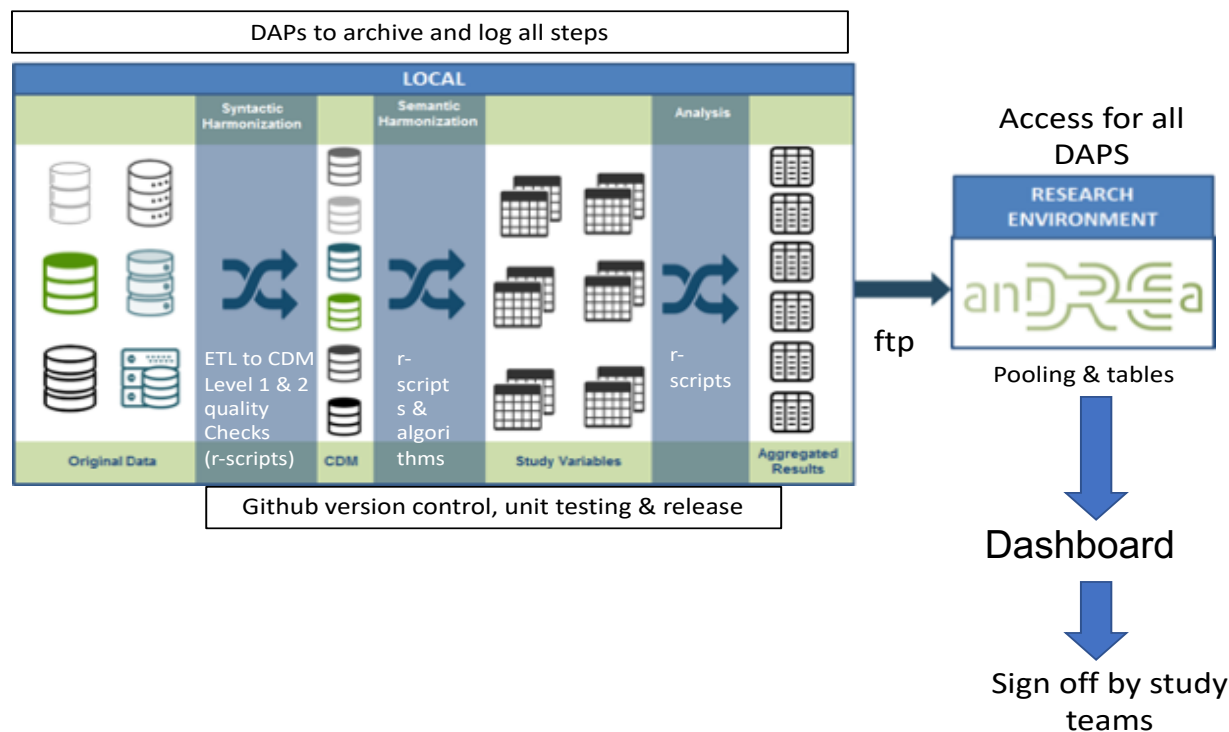 DAPs to archive and log all steps
LOCAL
Syntactic
Harmonization
Semantic
Harmonization
Analysis
ETL to CDM
Level 1 & 2
quality
Checks
(r-scripts)
r-
script
s &
algori
thms
r-
scripts
Original Data
CDM
Study Variables
Aggregated
Results
Github version control, unit testing & release
ftp
Access for all
DAPS
RESEARCH
ENVIRONMENT
anDREa
Pooling & tables
Dashboard
Sign off by study
teams